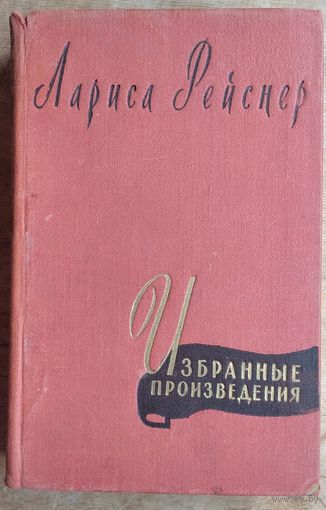 Лариса Рейснер
Избранные
произведения